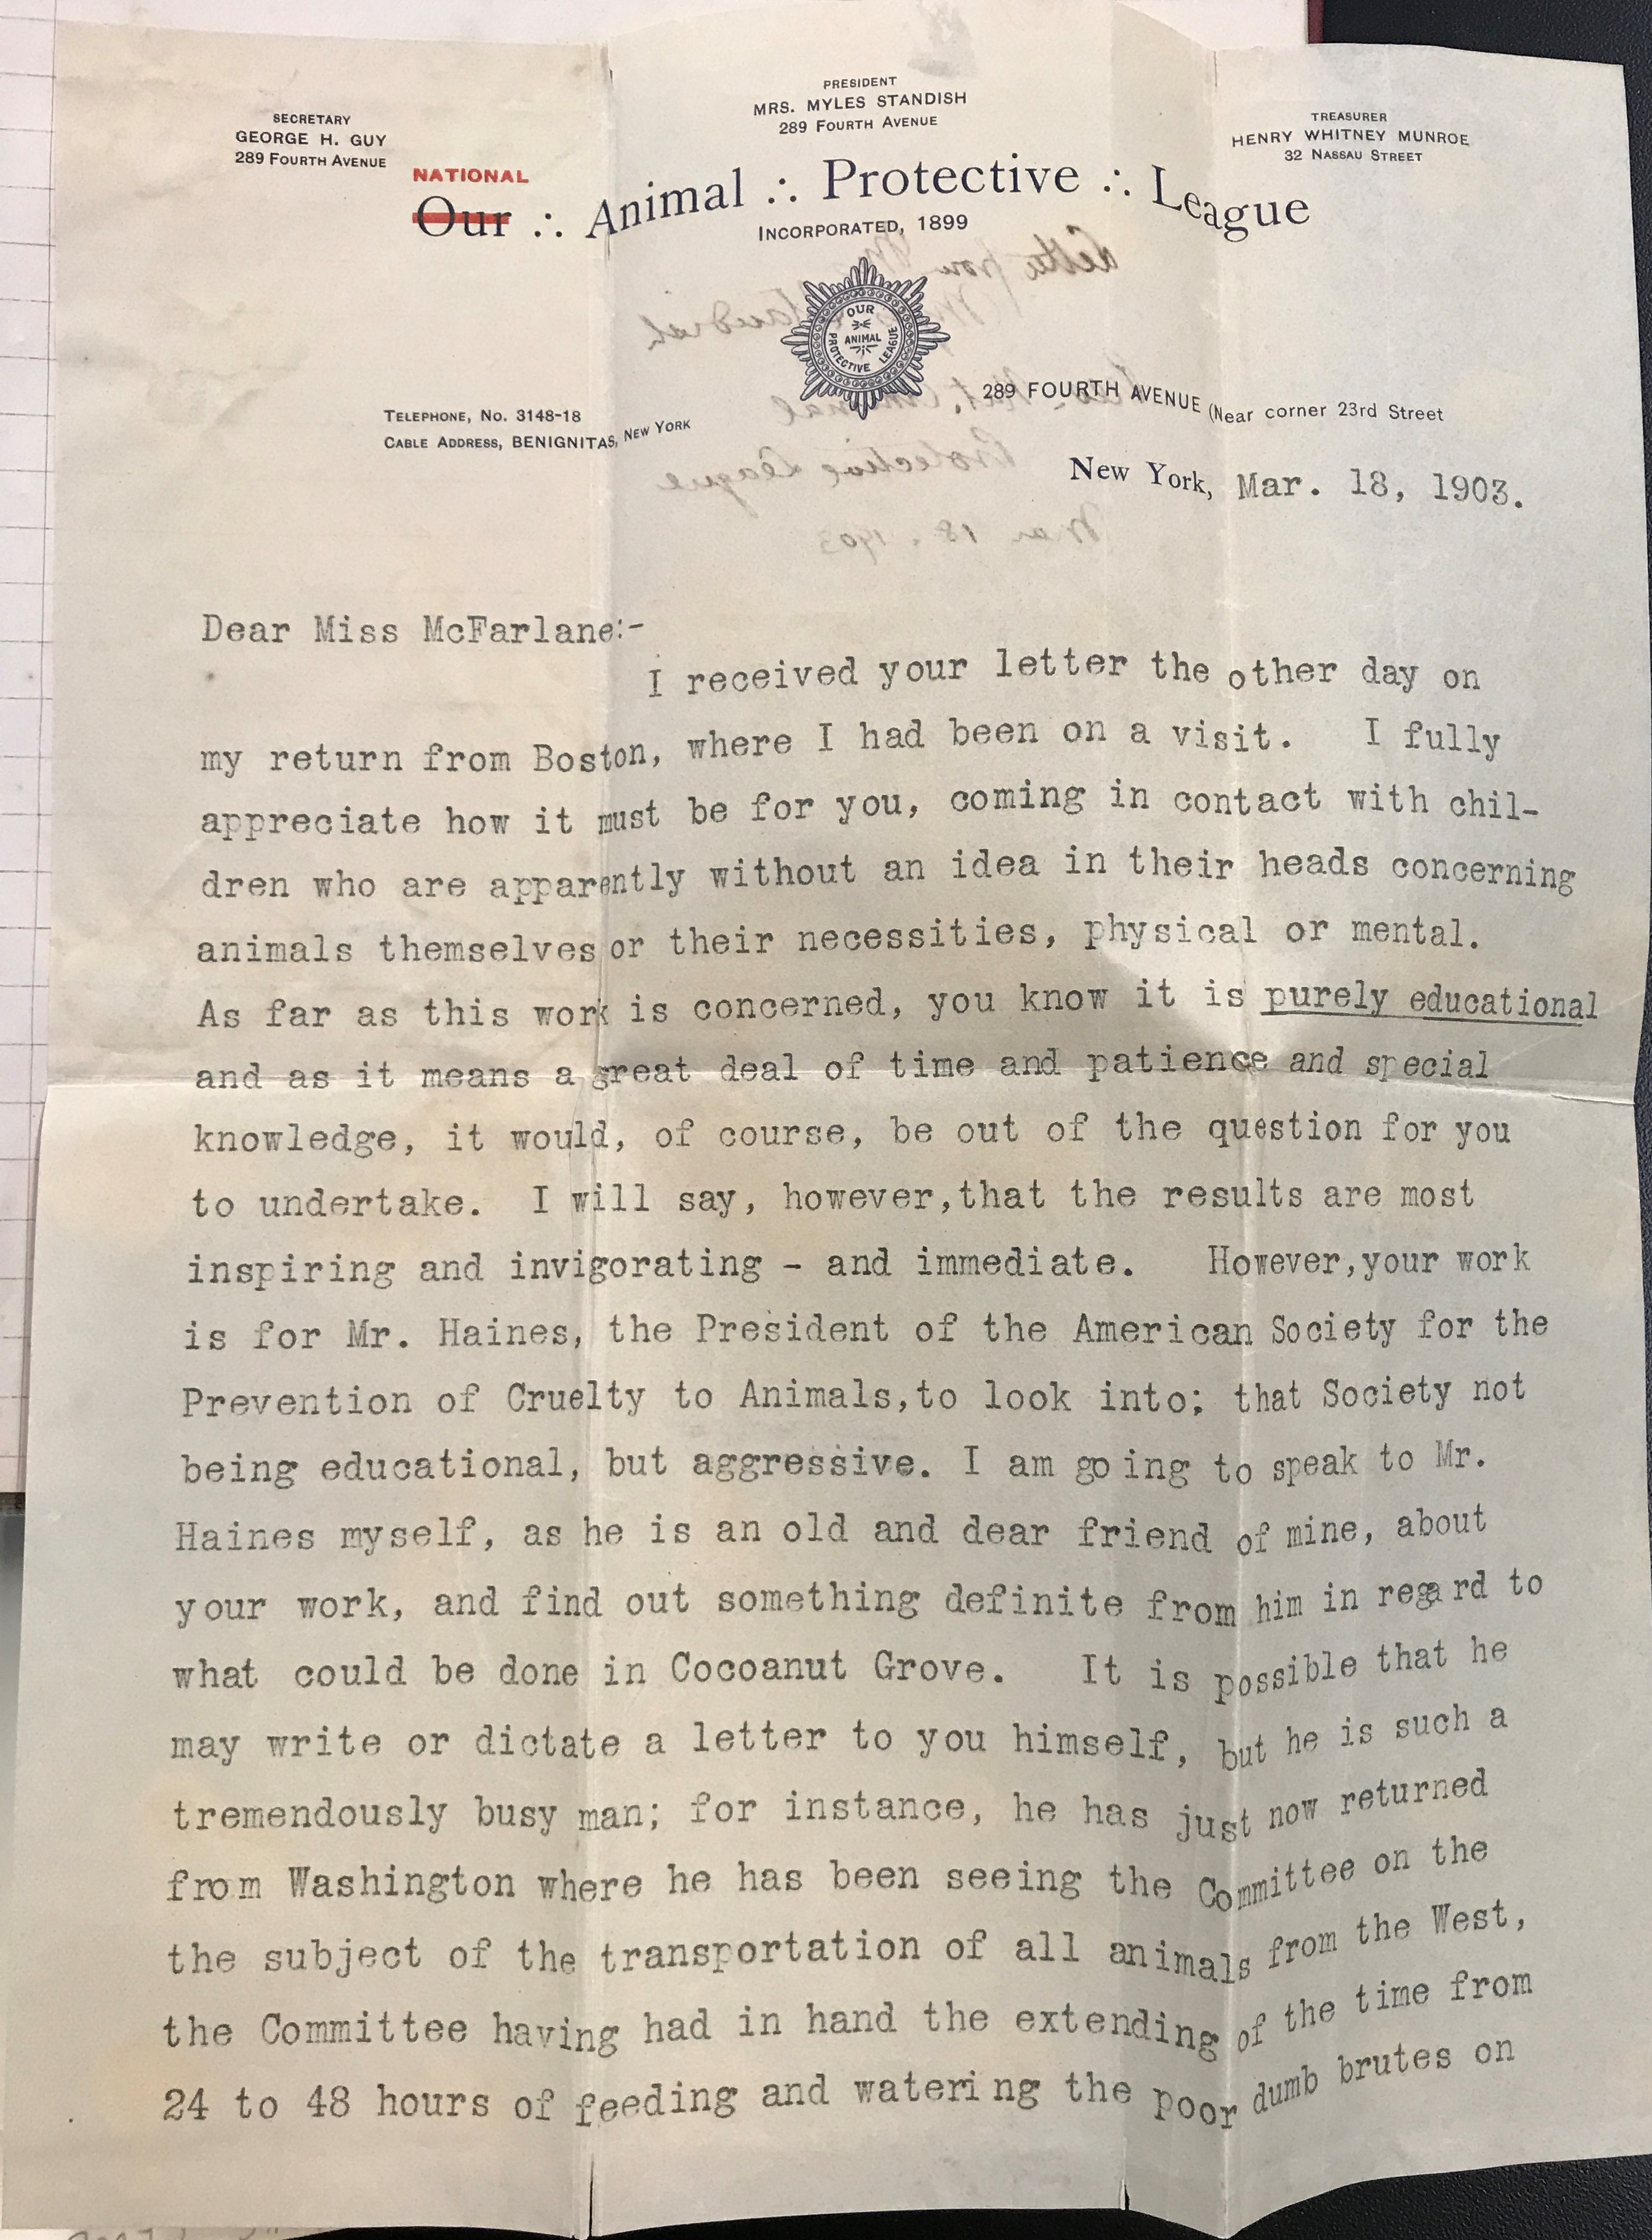 SECRETARY
GEORGE H. GUY
289 FOURTH AVENUE
PRESIDENT
MRS. MYLES STANDISH
289 FOURTH AVENUE
TREASURER
HENRY WHITNEY MUNROE
32 NASSAU STREET
NATIONAL
Our ∴ Animal ∴ Protective ∴ League
INCORPORATED, 1899
OUR
ANIMAL
PROTECTIVE LEAGUE
TELEPHONE, No. 3148-18
CABLE ADDRESS, BENIGNITAS, NEW YORK
289 FOURTH AVENUE (Near corner 23rd Street
New York, Mar. 18, 1903.
Letter from Mrs
Standish
Animal
Protective League
Mar 18. 1903
Dear Miss McFarlane:-
I received your letter the other day on
my return from Boston, where I had been on a visit. I fully
appreciate how it must be for you, coming in contact with chil-
dren who are apparently without an idea in their heads concerning
animals themselves or their necessities, physical or mental.
As far as this work is concerned, you know it is purely educational
and as it means a great deal of time and patience and special
knowledge, it would, of course, be out of the question for you
to undertake. I will say, however,that the results are most
inspiring and invigorating - and immediate. However,your work
is for Mr. Haines, the President of the American Society for the
Prevention of Cruelty to Animals,to look into; that Society not
being educational, but aggressive. I am going to speak to Mr.
Haines myself, as he is an old and dear friend of mine, about
your work, and find out something definite from him in regard to
what could be done in Cocoanut Grove. It is possible that he
may write or dictate a letter to you himself, but he is such a
tremendously busy man; for instance, he has just now returned
from Washington where he has been seeing the Committee on the
the subject of the transportation of all animals from the West,
the Committee having had in hand the extending of the time from
24 to 48 hours of feeding and watering the poor dumb brutes on